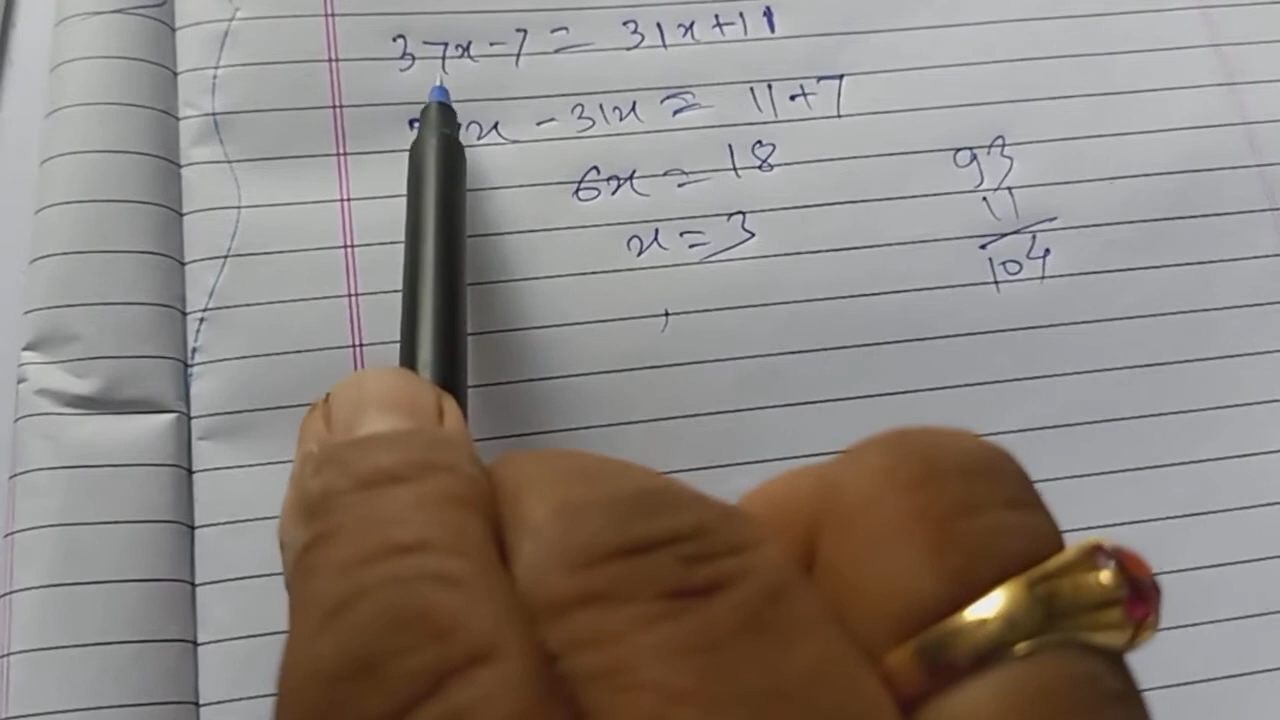 37x-7 = 31x+11
x - 31x = 11+7
6x = 18
x = 3
93
11
104